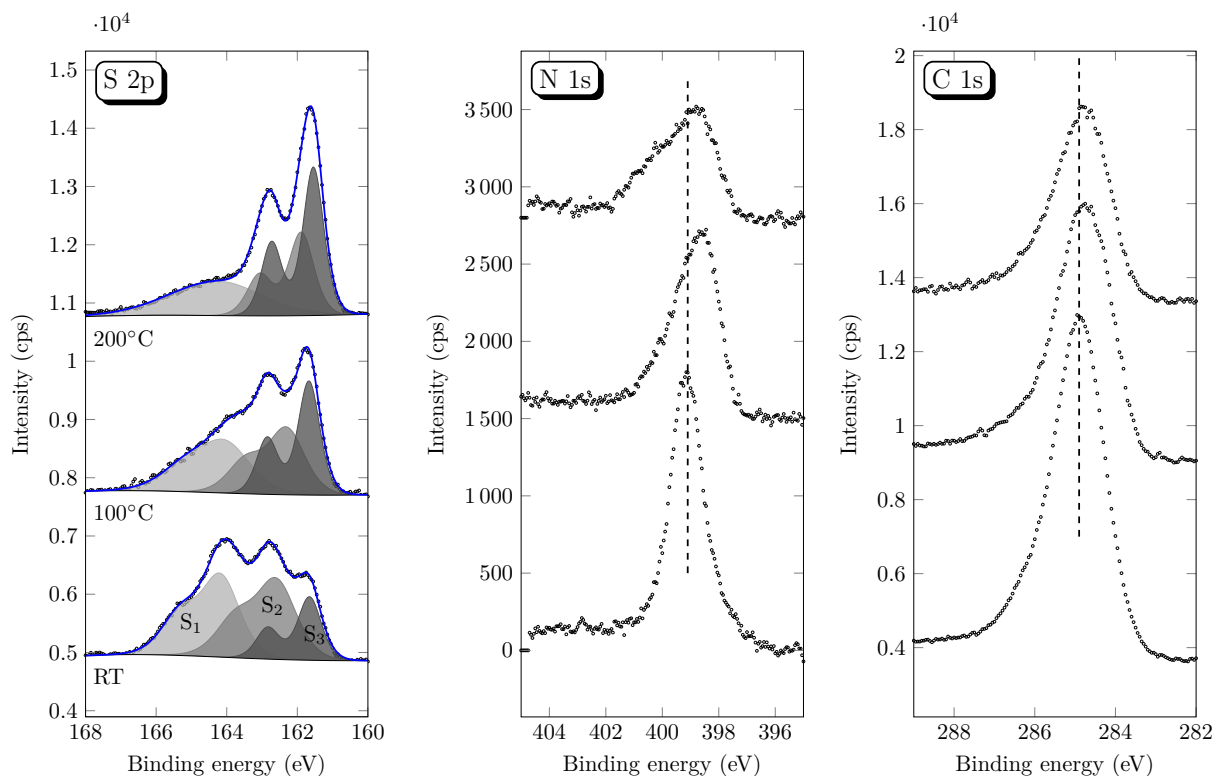 ·10⁴
S 2p
1.5
1.4
1.3
1.2
1.1
1
0.9
0.8
0.7
0.6
0.5
0.4
200°C
100°C
S₁
S₂
S₃
RT
168 166 164 162 160
Binding energy (eV)
Intensity (cps)
N 1s
3 500
3 000
2 500
2 000
1 500
1 000
500
0
404 402 400 398 396
Binding energy (eV)
Intensity (cps)
·10⁴
C 1s
2
1.8
1.6
1.4
1.2
1
0.8
0.6
0.4
288 286 284 282
Binding energy (eV)
Intensity (cps)